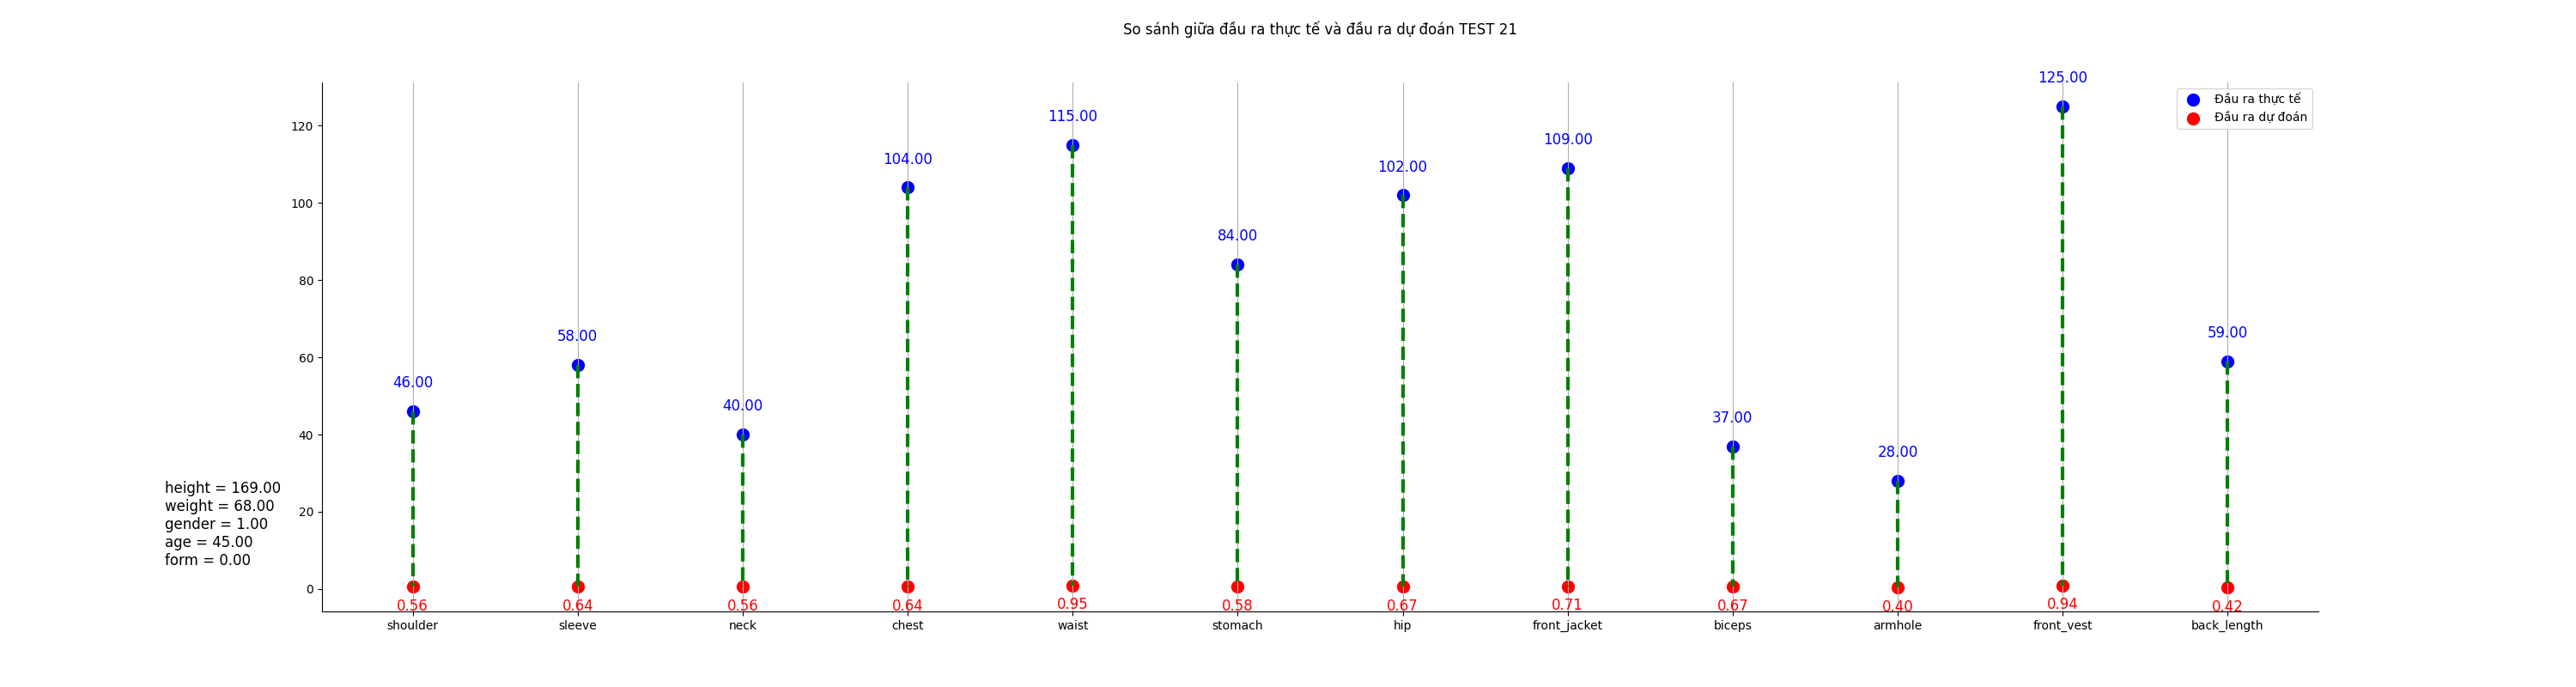 So sánh giữa đầu ra thực tế và đầu ra dự đoán TEST 21
125.00
Đầu ra thực tế
Đầu ra dự đoán
120
115.00
109.00
104.00
102.00
100
84.00
80
60
58.00
59.00
46.00
40.00
40
37.00
28.00
20
height = 169.00
weight = 68.00
gender = 1.00
age = 45.00
form = 0.00
0
0.56 0.64 0.56 0.64 0.95 0.58 0.67 0.71 0.67 0.40 0.94 0.42
shoulder sleeve neck chest waist stomach hip front_jacket biceps armhole front_vest back_length